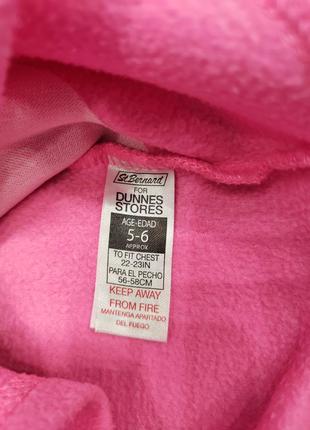 St. Bernard
FOR
DUNNES
STORES
AGE-EDAD
5-6
APPROX
TO FIT CHEST
22-23IN
PARA EL PECHO
56-58CM
KEEP AWAY
FROM FIRE
MANTENGA APARTADO
DEL FUEGO